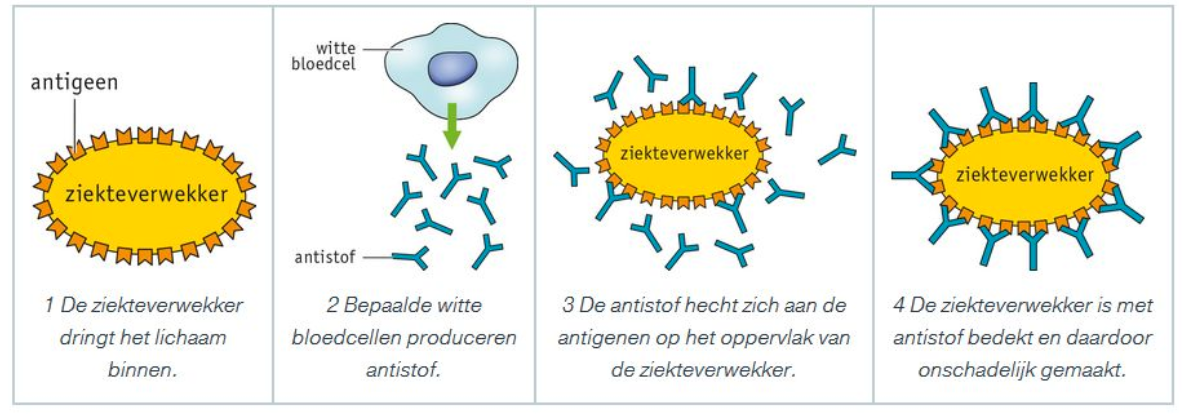 antigeen
ziekteverwekker
1 De ziekteverwekker
dringt het lichaam
binnen.
witte
bloedcel
antistof
2 Bepaalde witte
bloedcellen produceren
antistof.
ziekteverwekker
3 De antistof hecht zich aan de
antigenen op het oppervlak van
de ziekteverwekker.
ziekteverwekker
4 De ziekteverwekker is met
antistof bedekt en daardoor
onschadelijk gemaakt.